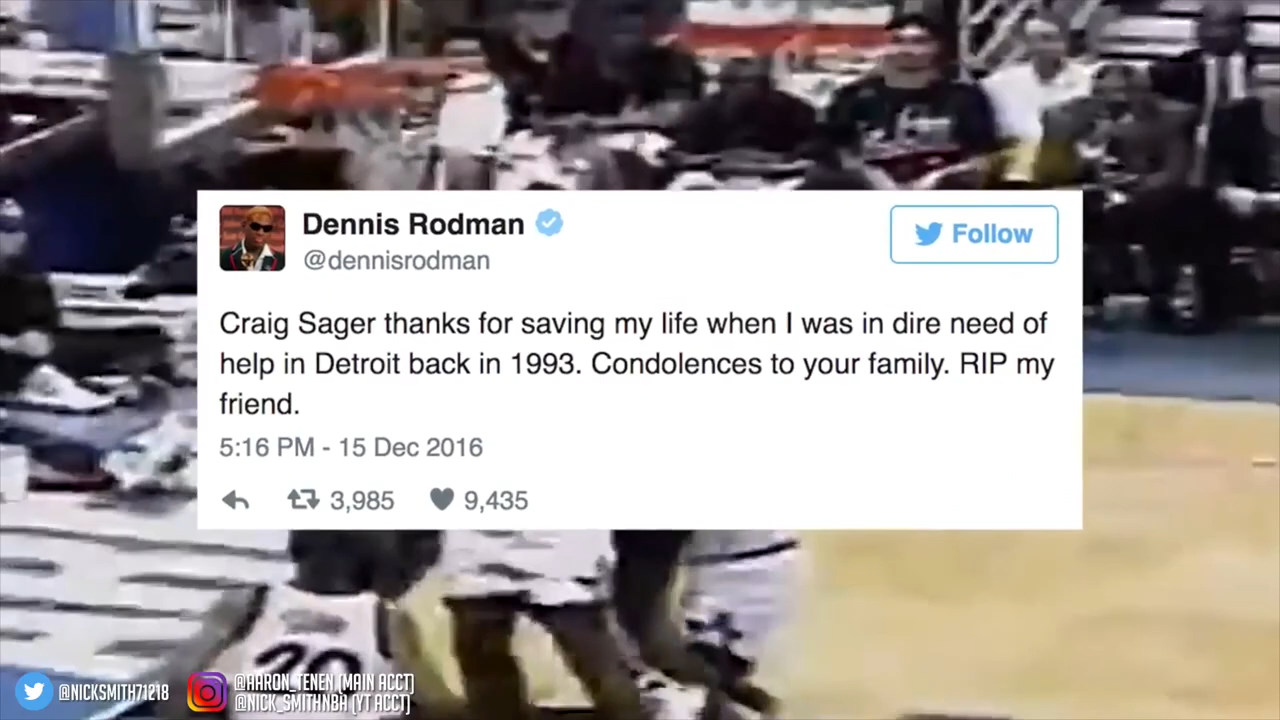 Dennis Rodman
@dennisrodman
Follow
Craig Sager thanks for saving my life when I was in dire need of
help in Detroit back in 1993. Condolences to your family. RIP my
friend.
5:16 PM - 15 Dec 2016
3,985 9,435
20
@NICKSMITH71218
@AARON_TENEN (MAIN ACCT)
@NICK_SMITHNBA (YT ACCT)